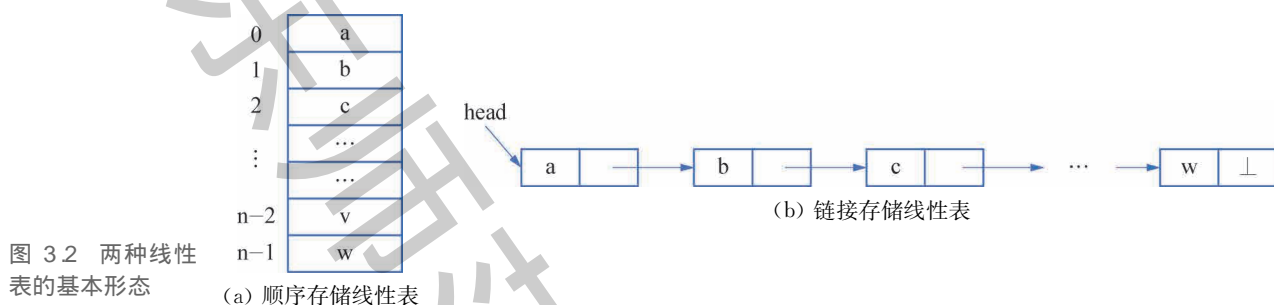 0 a
1 b
2 c
…
⋮
…
n−2 v
n−1 w
(a) 顺序存储线性表
head
a b c … w ⊥
(b) 链接存储线性表
图 3.2 两种线性
表的基本形态